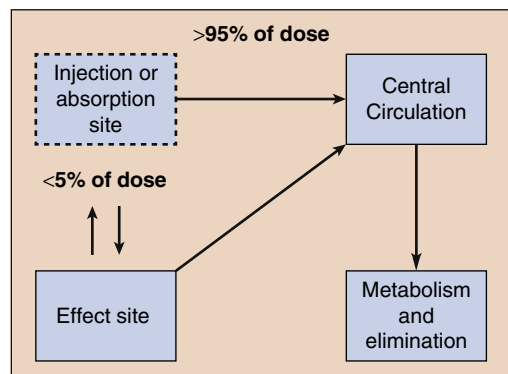 >95% of dose
Injection or
absorption
site
Central
Circulation
<5% of dose
Effect site
Metabolism
and
elimination